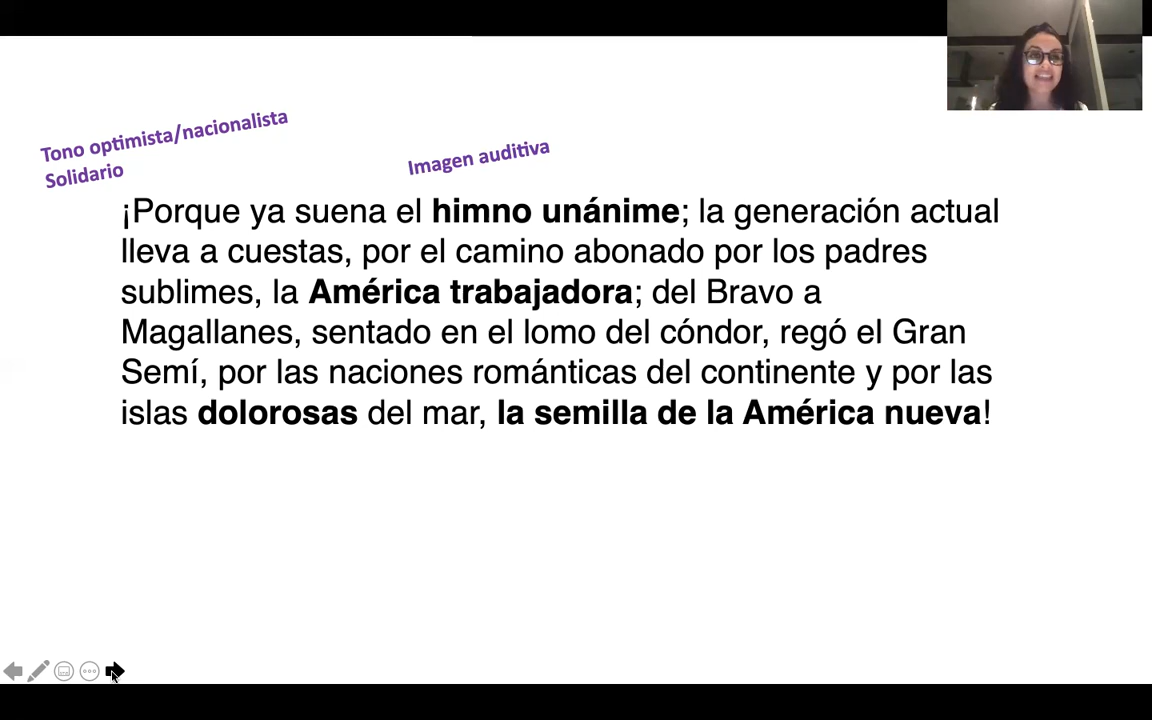 Tono optimista/nacionalista
Solidario
Imagen auditiva
¡Porque ya suena el himno unánime; la generación actual
lleva a cuestas, por el camino abonado por los padres
sublimes, la América trabajadora; del Bravo a
Magallanes, sentado en el lomo del cóndor, regó el Gran
Semí, por las naciones románticas del continente y por las
islas dolorosas del mar, la semilla de la América nueva!